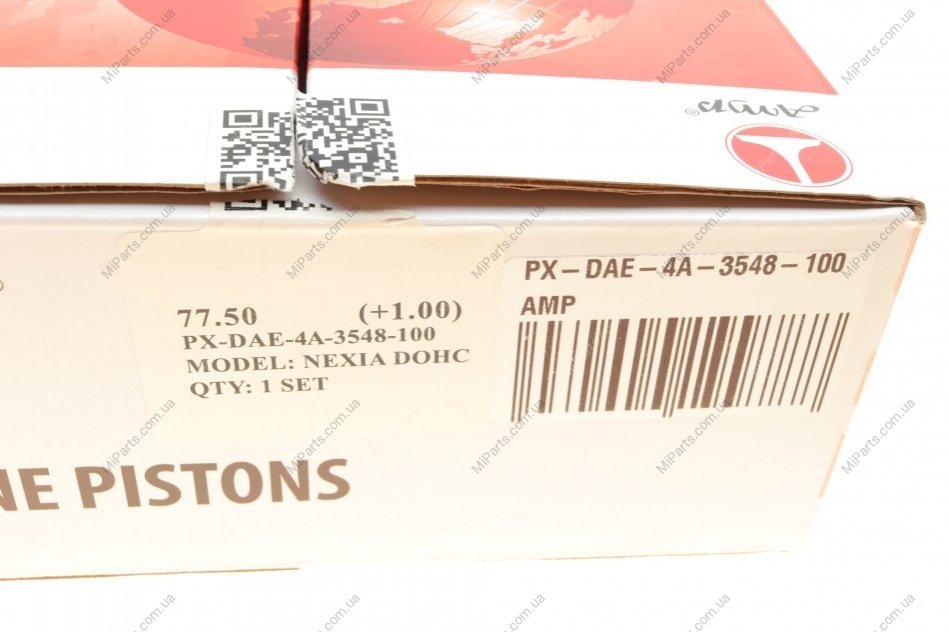 Amp®
PX-DAE-4A-3548-100
AMP
77.50 (+1.00)
PX-DAE-4A-3548-100
MODEL: NEXIA DOHC
QTY: 1 SET
NE PISTONS
MiParts.com.ua